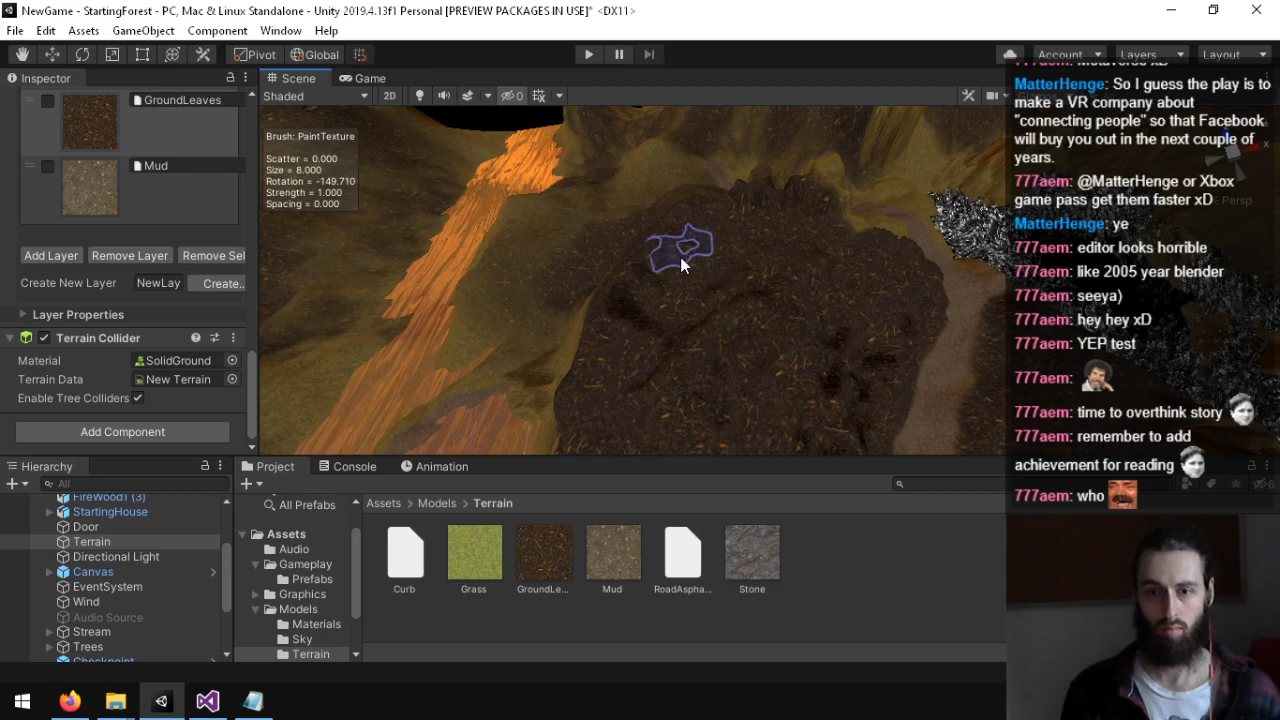 NewGame - StartingForest - PC, Mac & Linux Standalone - Unity 2019.4.13f1 Personal [PREVIEW PACKAGES IN USE]* <DX11>
File Edit Assets GameObject Component Window Help
Pivot Global Account Layers Layout
Inspector
Scene Game
Shaded 2D 0
GroundLeaves
Mud
Add Layer Remove Layer Remove Sel
Create New Layer NewLay Create...
Layer Properties
Terrain Collider
Material SolidGround
Terrain Data New Terrain
Enable Tree Colliders
Add Component
Brush: PaintTexture
Scatter = 0.000
Size = 8.000
Rotation = -149.710
Strength = 1.000
Spacing = 0.000
Persp
MatterHenge: So I guess the play is to
make a VR company about
"connecting people" so that Facebook
will buy you out in the next couple of
years.
777aem: @MatterHenge or Xbox
game pass get them faster xD
MatterHenge: ye
777aem: editor looks horrible
777aem: like 2005 year blender
777aem: seeya)
777aem: hey hey xD
777aem: YEP test
777aem:
777aem: time to overthink story
777aem: remember to add
achievement for reading
777aem: who
Hierarchy
All
FireWood1 (3)
StartingHouse
Door
Terrain
Directional Light
Canvas
EventSystem
Wind
Audio Source
Stream
Trees
Checkpoint
Project Console Animation
All Prefabs
Assets
Audio
Gameplay
Prefabs
Graphics
Models
Materials
Sky
Terrain
Assets > Models > Terrain
Curb Grass GroundLe... Mud RoadAspha... Stone